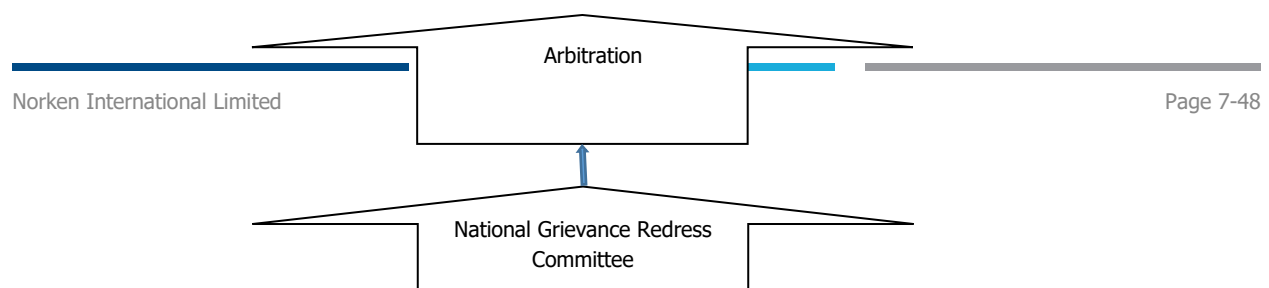 Arbitration
Norken International Limited
Page 7-48
National Grievance Redress
Committee